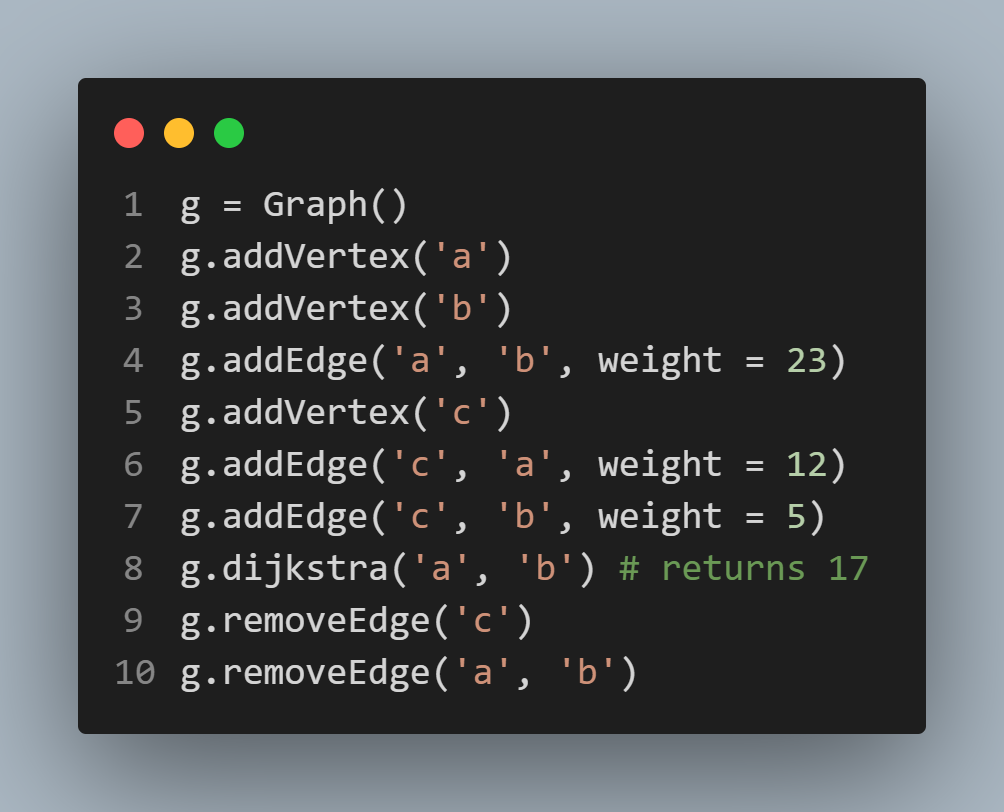 1 g = Graph()
2 g.addVertex('a')
3 g.addVertex('b')
4 g.addEdge('a', 'b', weight = 23)
5 g.addVertex('c')
6 g.addEdge('c', 'a', weight = 12)
7 g.addEdge('c', 'b', weight = 5)
8 g.dijkstra('a', 'b') # returns 17
9 g.removeEdge('c')
10 g.removeEdge('a', 'b')